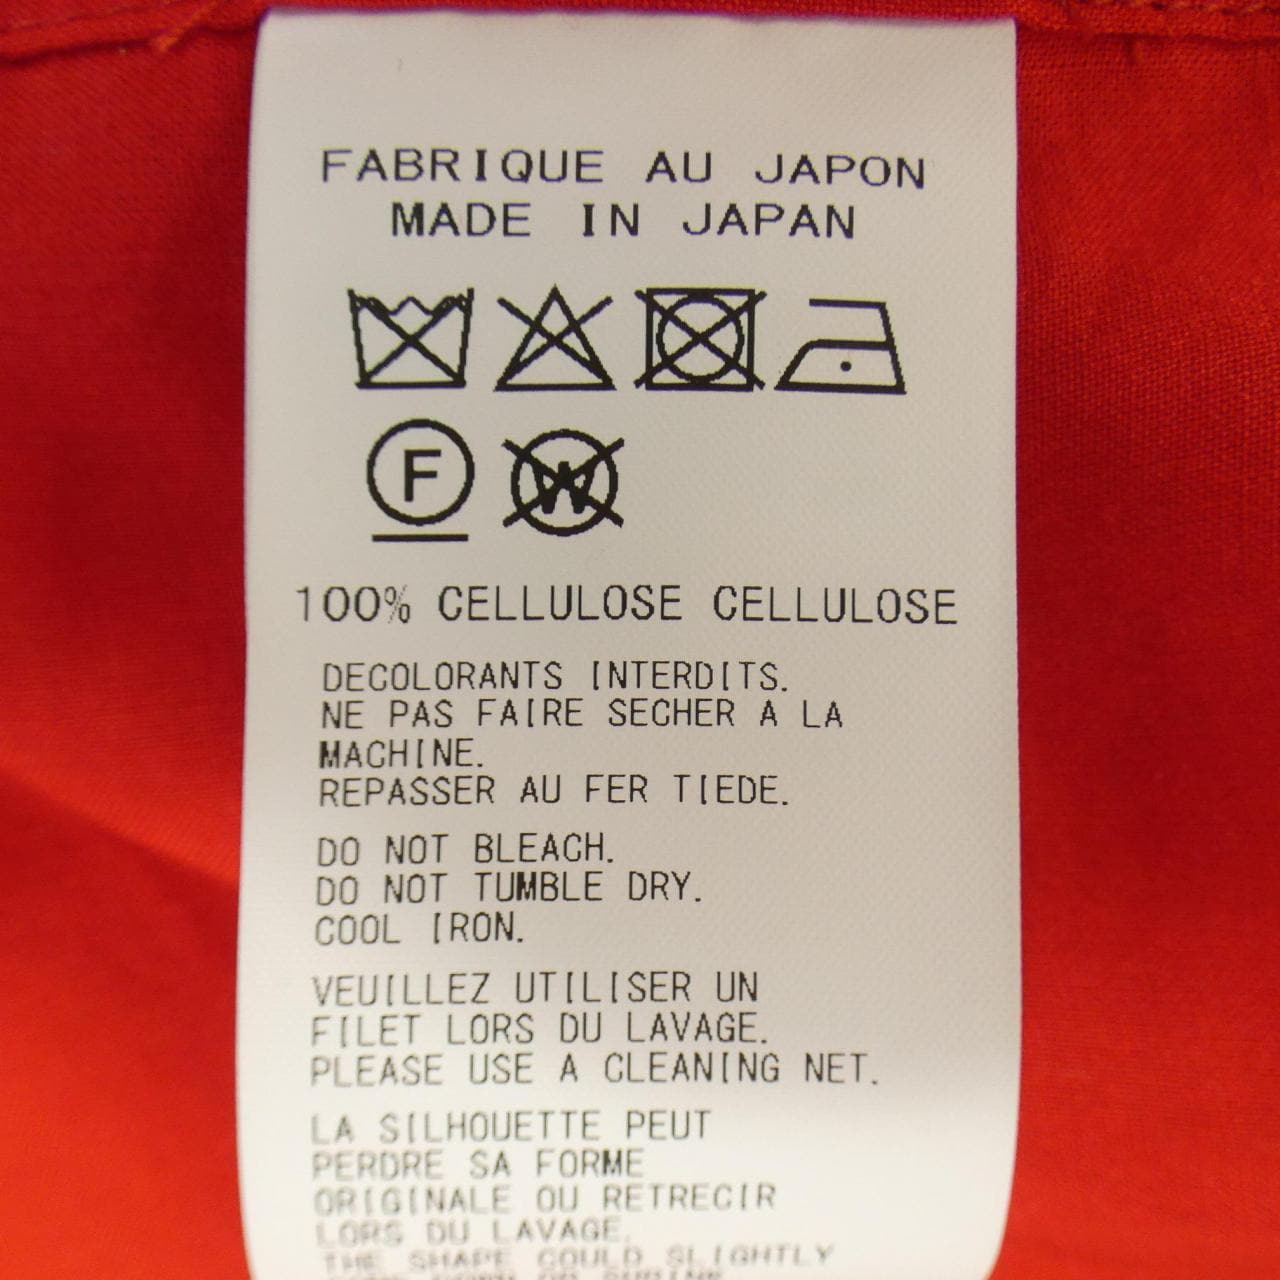 FABRIQUE AU JAPON
MADE IN JAPAN
F
W
100% CELLULOSE CELLULOSE
DECOLORANTS INTERDITS.
NE PAS FAIRE SECHER A LA
MACHINE.
REPASSER AU FER TIEDE.
DO NOT BLEACH.
DO NOT TUMBLE DRY.
COOL IRON.
VEUILLEZ UTILISER UN
FILET LORS DU LAVAGE.
PLEASE USE A CLEANING NET.
LA SILHOUETTE PEUT
PERDRE SA FORME
ORIGINALE OU RETRECIR
LORS DU LAVAGE.
THE SHAPE COULD SLIGHTLY